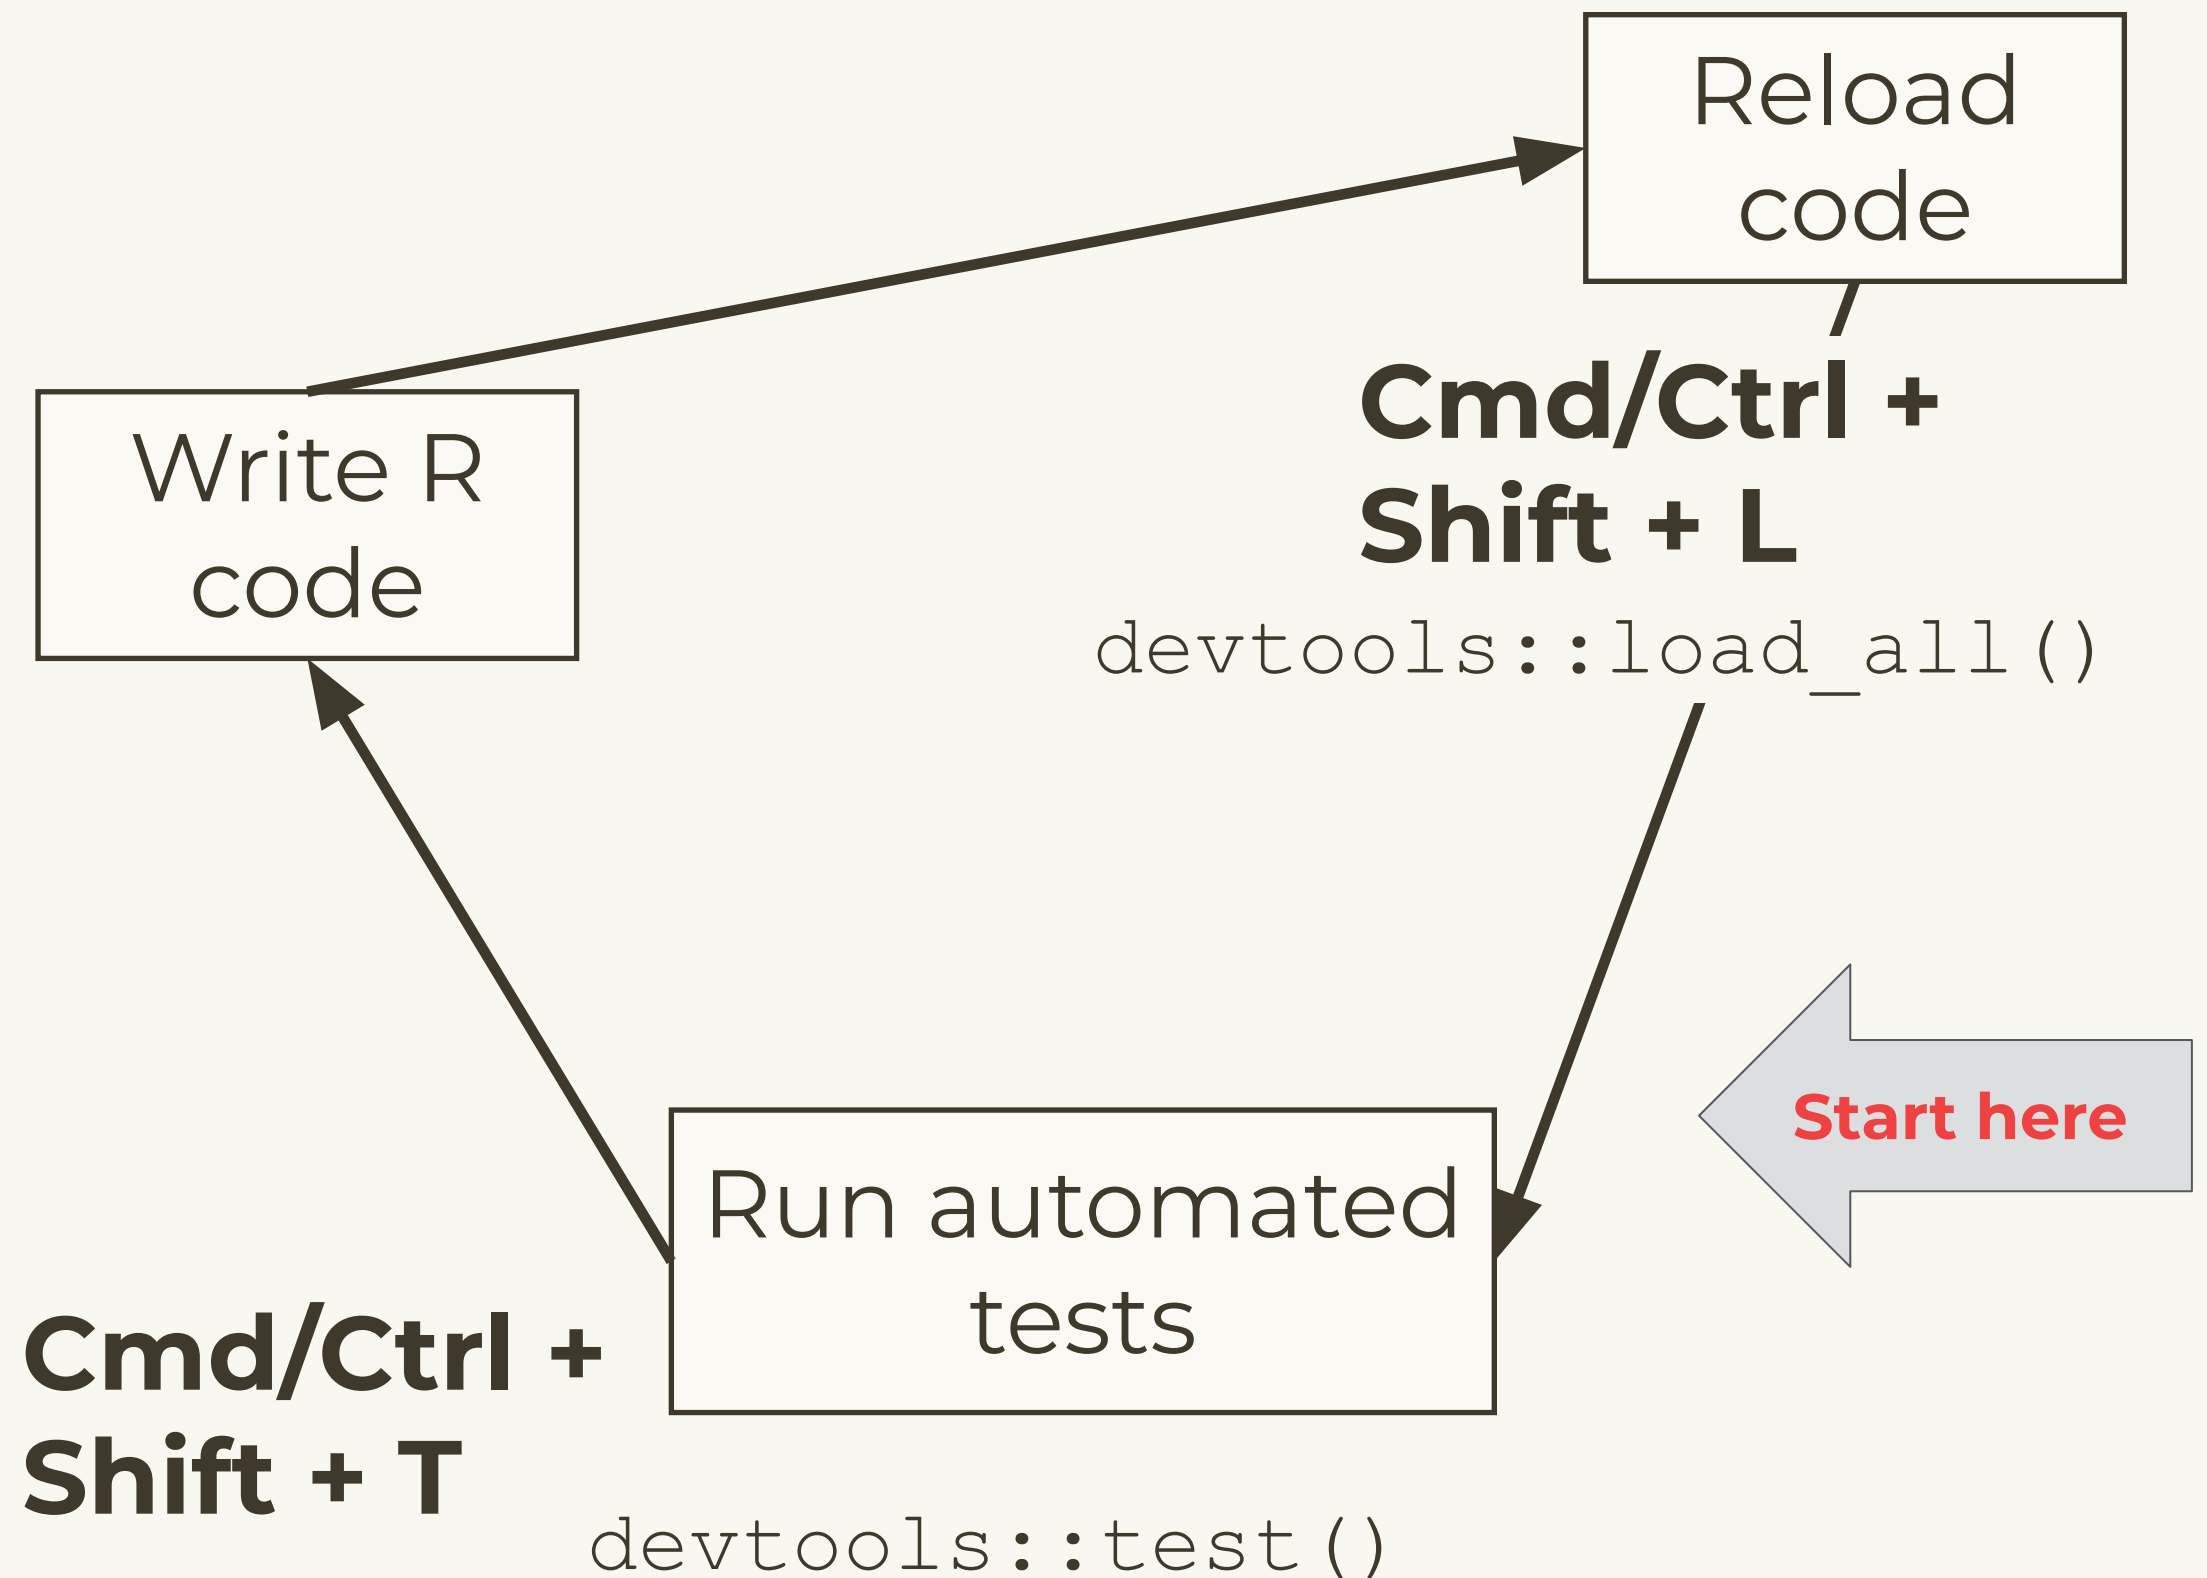 Reload
code
Write R
code
Cmd/Ctrl +
Shift + L
devtools::load_all()
Start here
Run automated
tests
Cmd/Ctrl +
Shift + T
devtools::test()